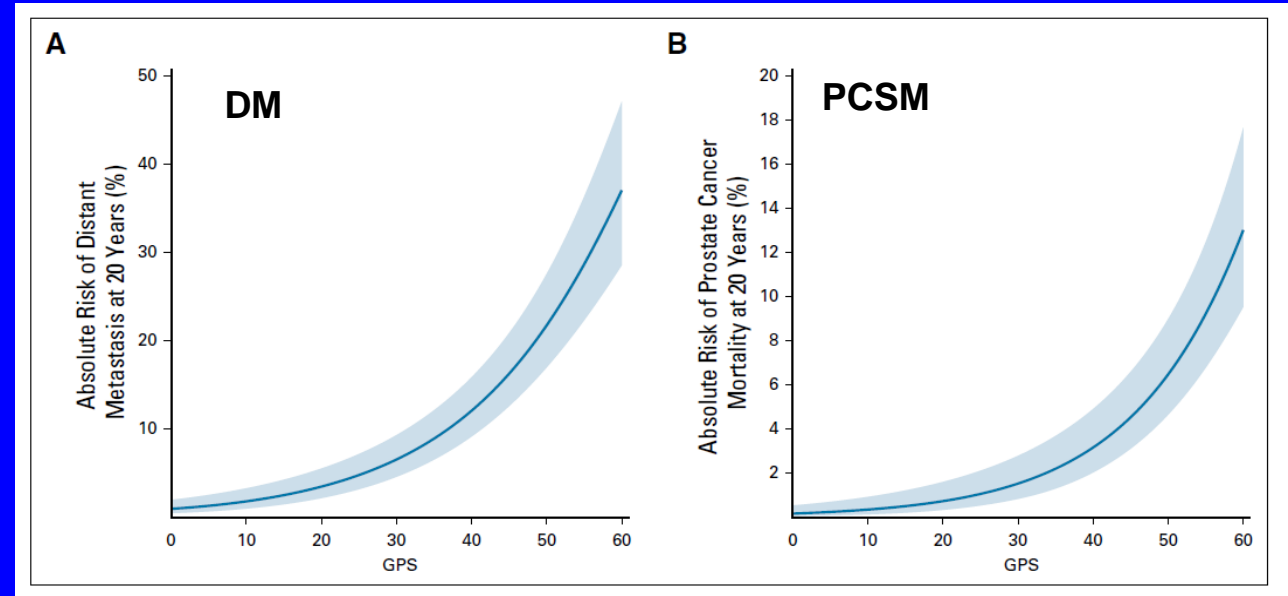 A
DM
Absolute Risk of Distant
Metastasis at 20 Years (%)
50
40
30
20
10
0 10 20 30 40 50 60
GPS
B
PCSM
Absolute Risk of Prostate Cancer
Mortality at 20 Years (%)
20
18
16
14
12
10
8
6
4
2
0 10 20 30 40 50 60
GPS